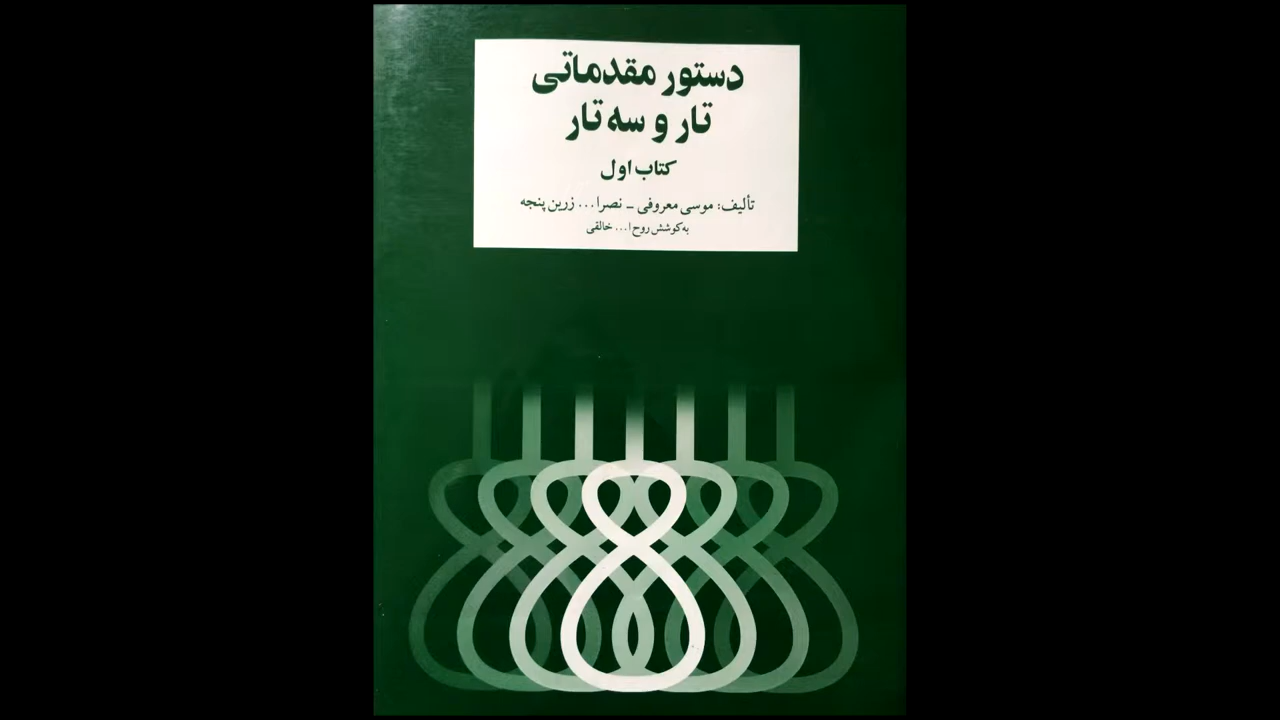 دستور مقدماتی
تار و سه تار
کتاب اول
تألیف: موسی معروفی ـ نصرا... زرین پنجه
به کوشش روح ا... خالقی